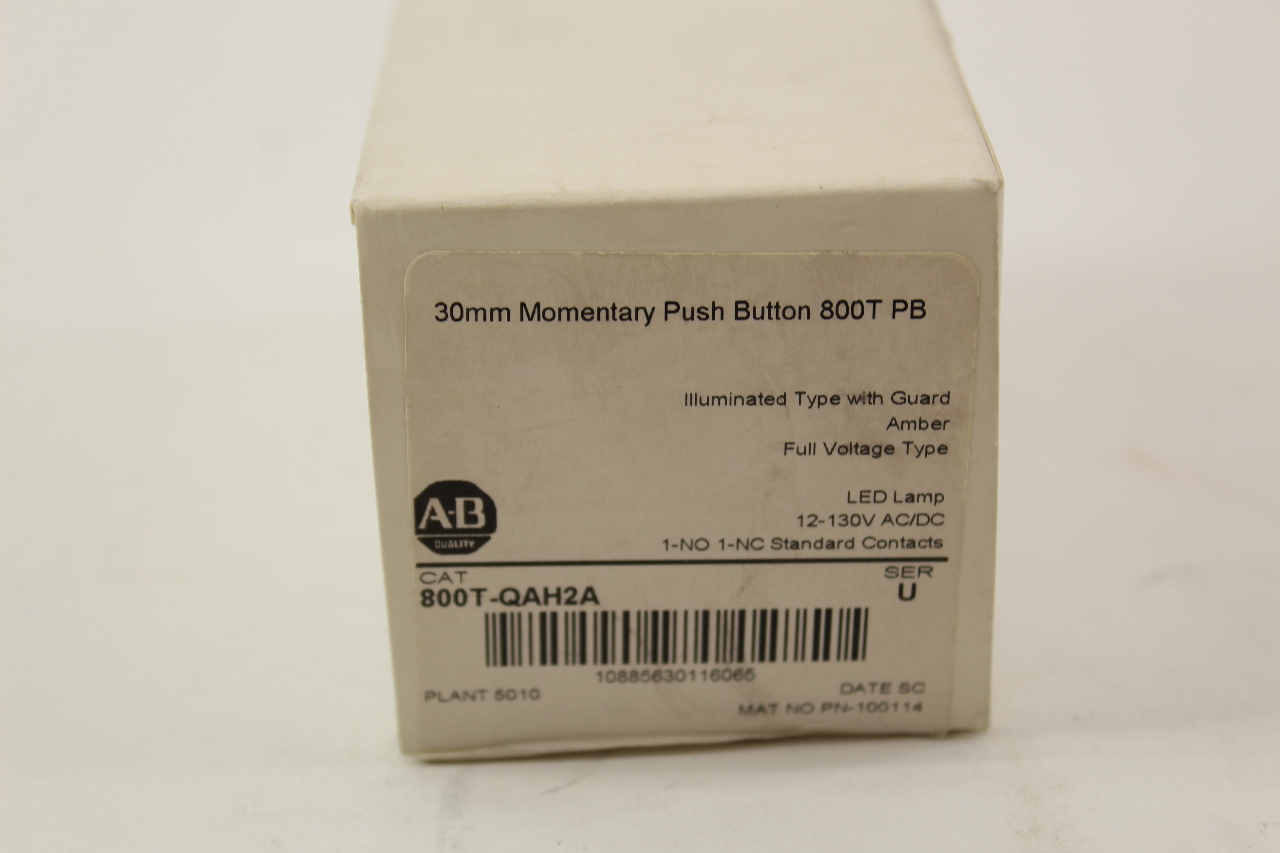 30mm Momentary Push Button 800T PB
Illuminated Type with Guard
Amber
Full Voltage Type
LED Lamp
12-130V AC/DC
1-NO 1-NC Standard Contacts
A-B
QUALITY
CAT
SER
800T-QAH2A
U
10885630116065
PLANT 5010
DATE SC
MAT NO PN-100114